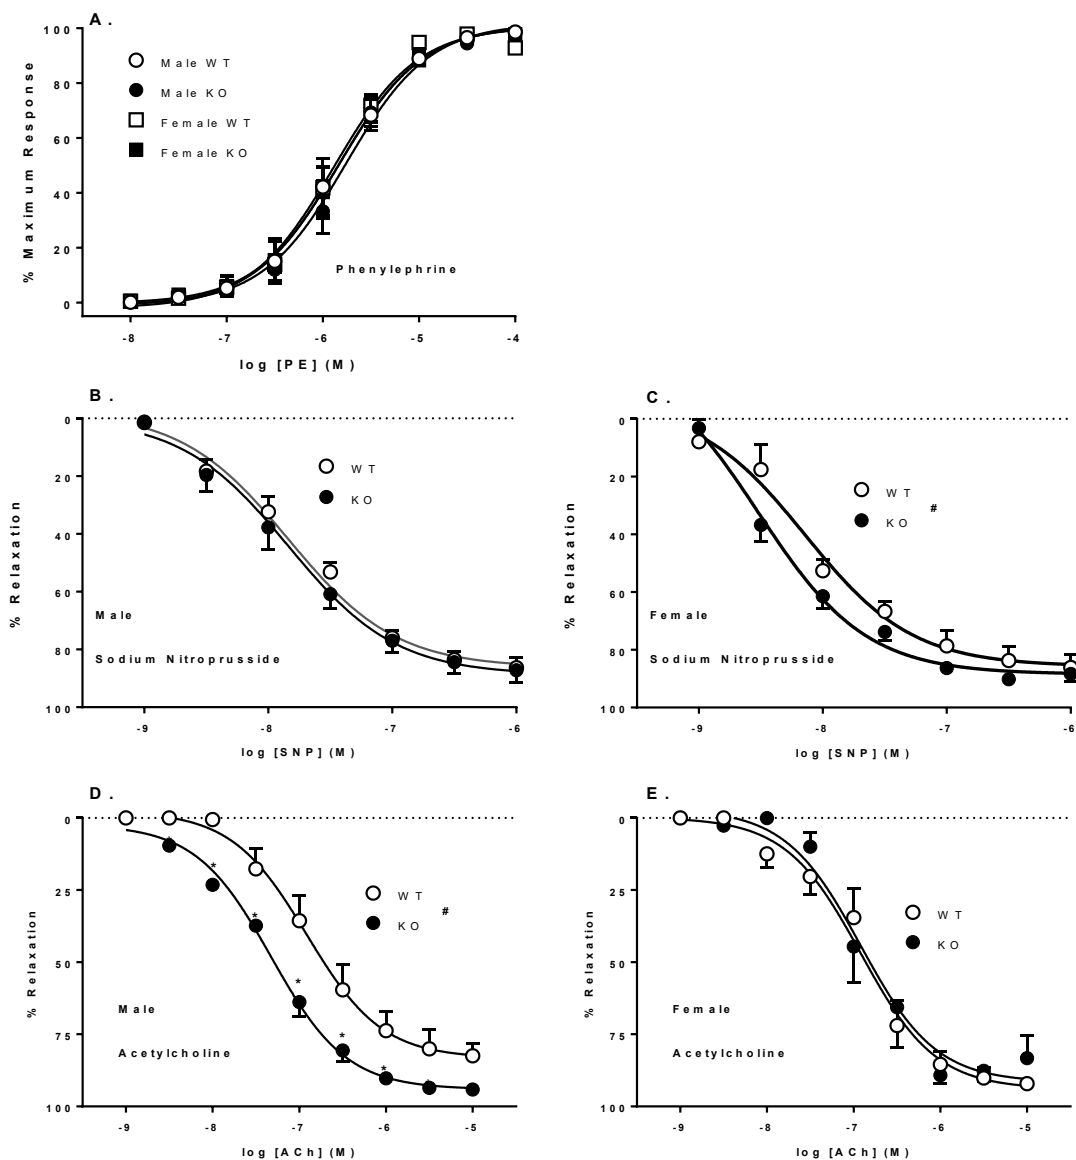 A.
% Maximum Response
100
80
60
40
20
0
Male WT
Male KO
Female WT
Female KO
Phenylephrine
-8 -7 -6 -5 -4
log [PE] (M)
B.
% Relaxation
0
20
40
60
80
100
WT
KO
Male
Sodium Nitroprusside
-9 -8 -7 -6
log [SNP] (M)
C.
% Relaxation
0
20
40
60
80
100
WT
#
KO
Female
Sodium Nitroprusside
-9 -8 -7 -6
log [SNP] (M)
D.
% Relaxation
0
25
50
75
100
* * * * * *
WT
#
KO
Male
Acetylcholine
-9 -8 -7 -6 -5
log [ACh] (M)
E.
% Relaxation
0
25
50
75
100
WT
KO
Female
Acetylcholine
-9 -8 -7 -6 -5
log [ACh] (M)